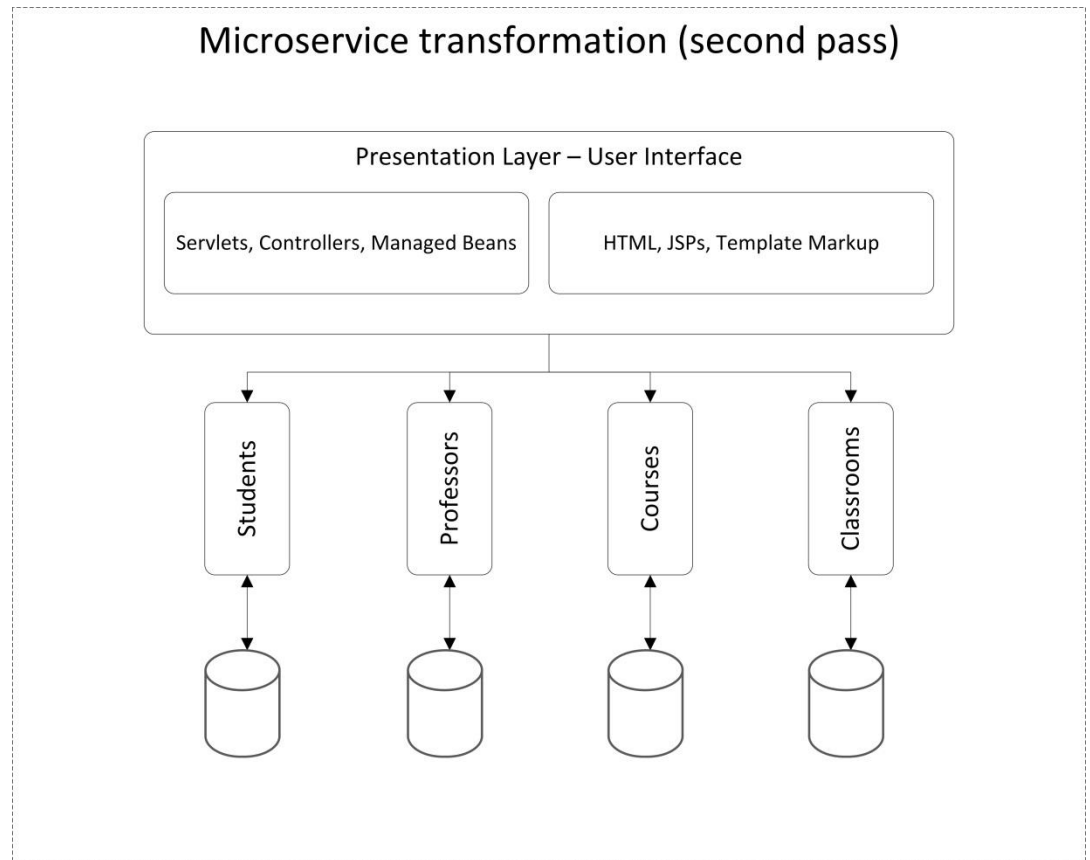 Microservice transformation (second pass)
Presentation Layer – User Interface
Servlets, Controllers, Managed Beans
HTML, JSPs, Template Markup
Students
Professors
Courses
Classrooms